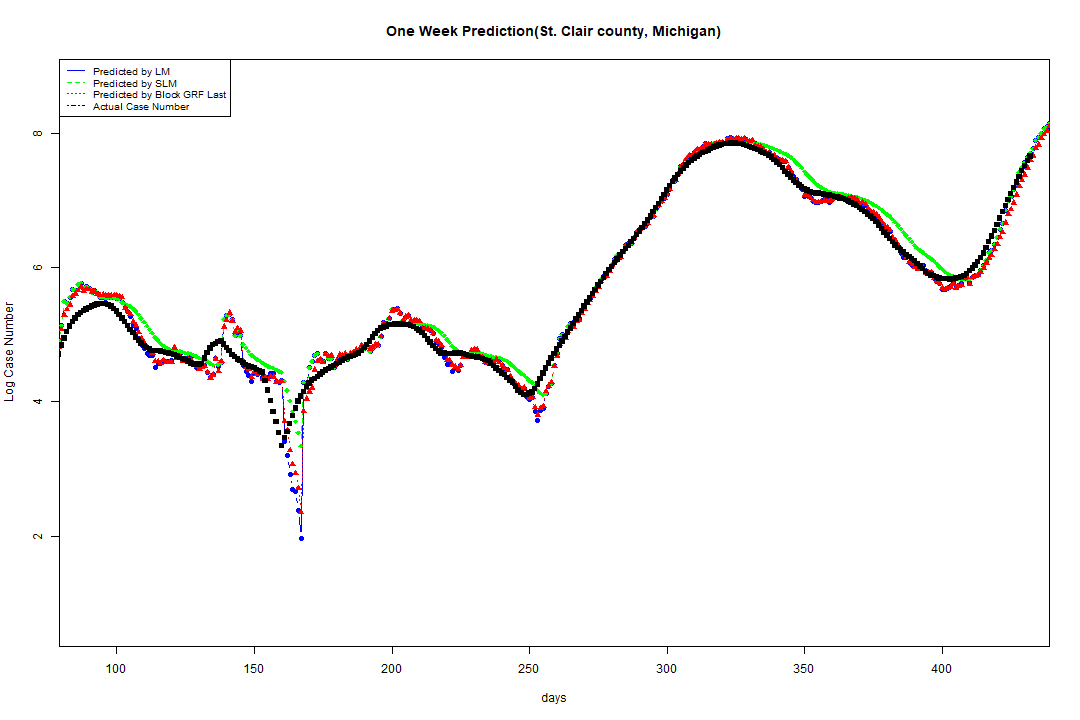 One Week Prediction(St. Clair county, Michigan)
Predicted by LM
Predicted by SLM
Predicted by Block GRF Last
Actual Case Number
8
6
4
2
Log Case Number
100 150 200 250 300 350 400
days